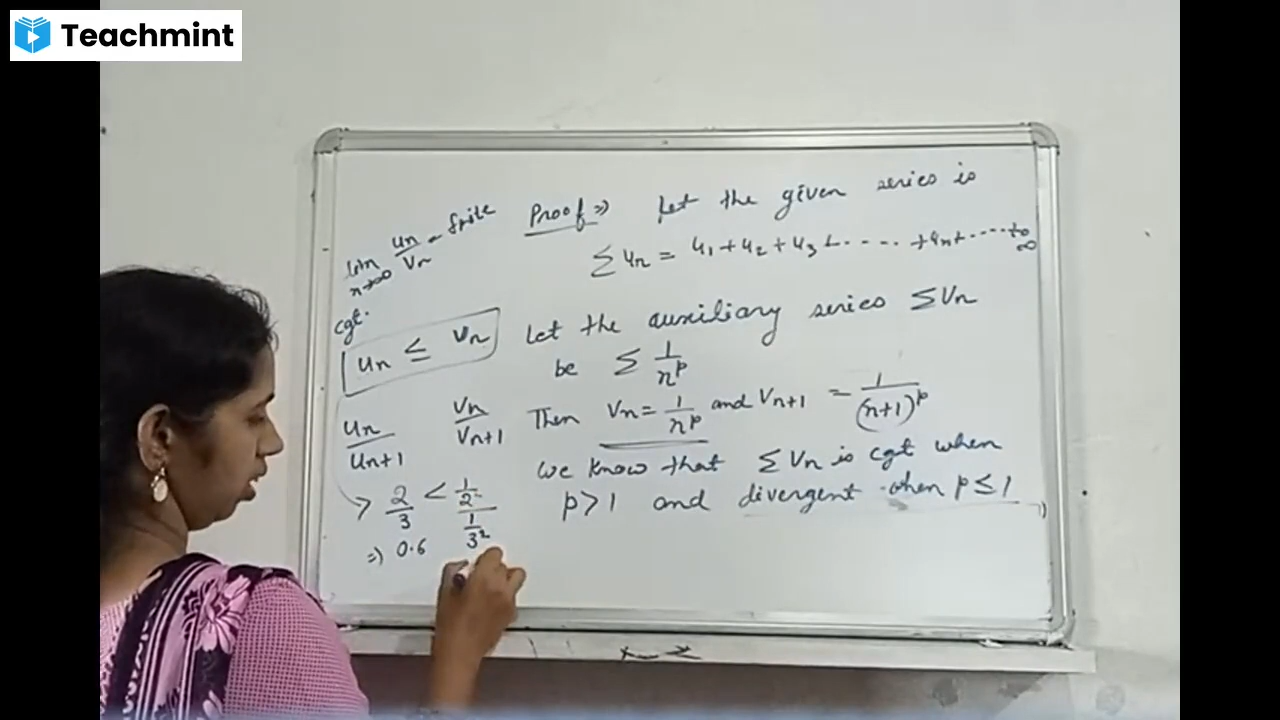 Teachmint
Proof ⇒ Let the given series is
∑ un = u1 + u2 + u3 + ...... + un + ...... to ∞
lim n→∞ un/vn = finite
cgt.
un ≤ vn
un/un+1 vn/vn+1
⇒ 2/3 < (1/2²)/(1/3²)
⇒ 0.6
Let the auxiliary series ∑vn
be ∑ 1/n^p
Then vn = 1/n^p and vn+1 = 1/(n+1)^p
we know that ∑vn is cgt when
p > 1 and divergent when p ≤ 1